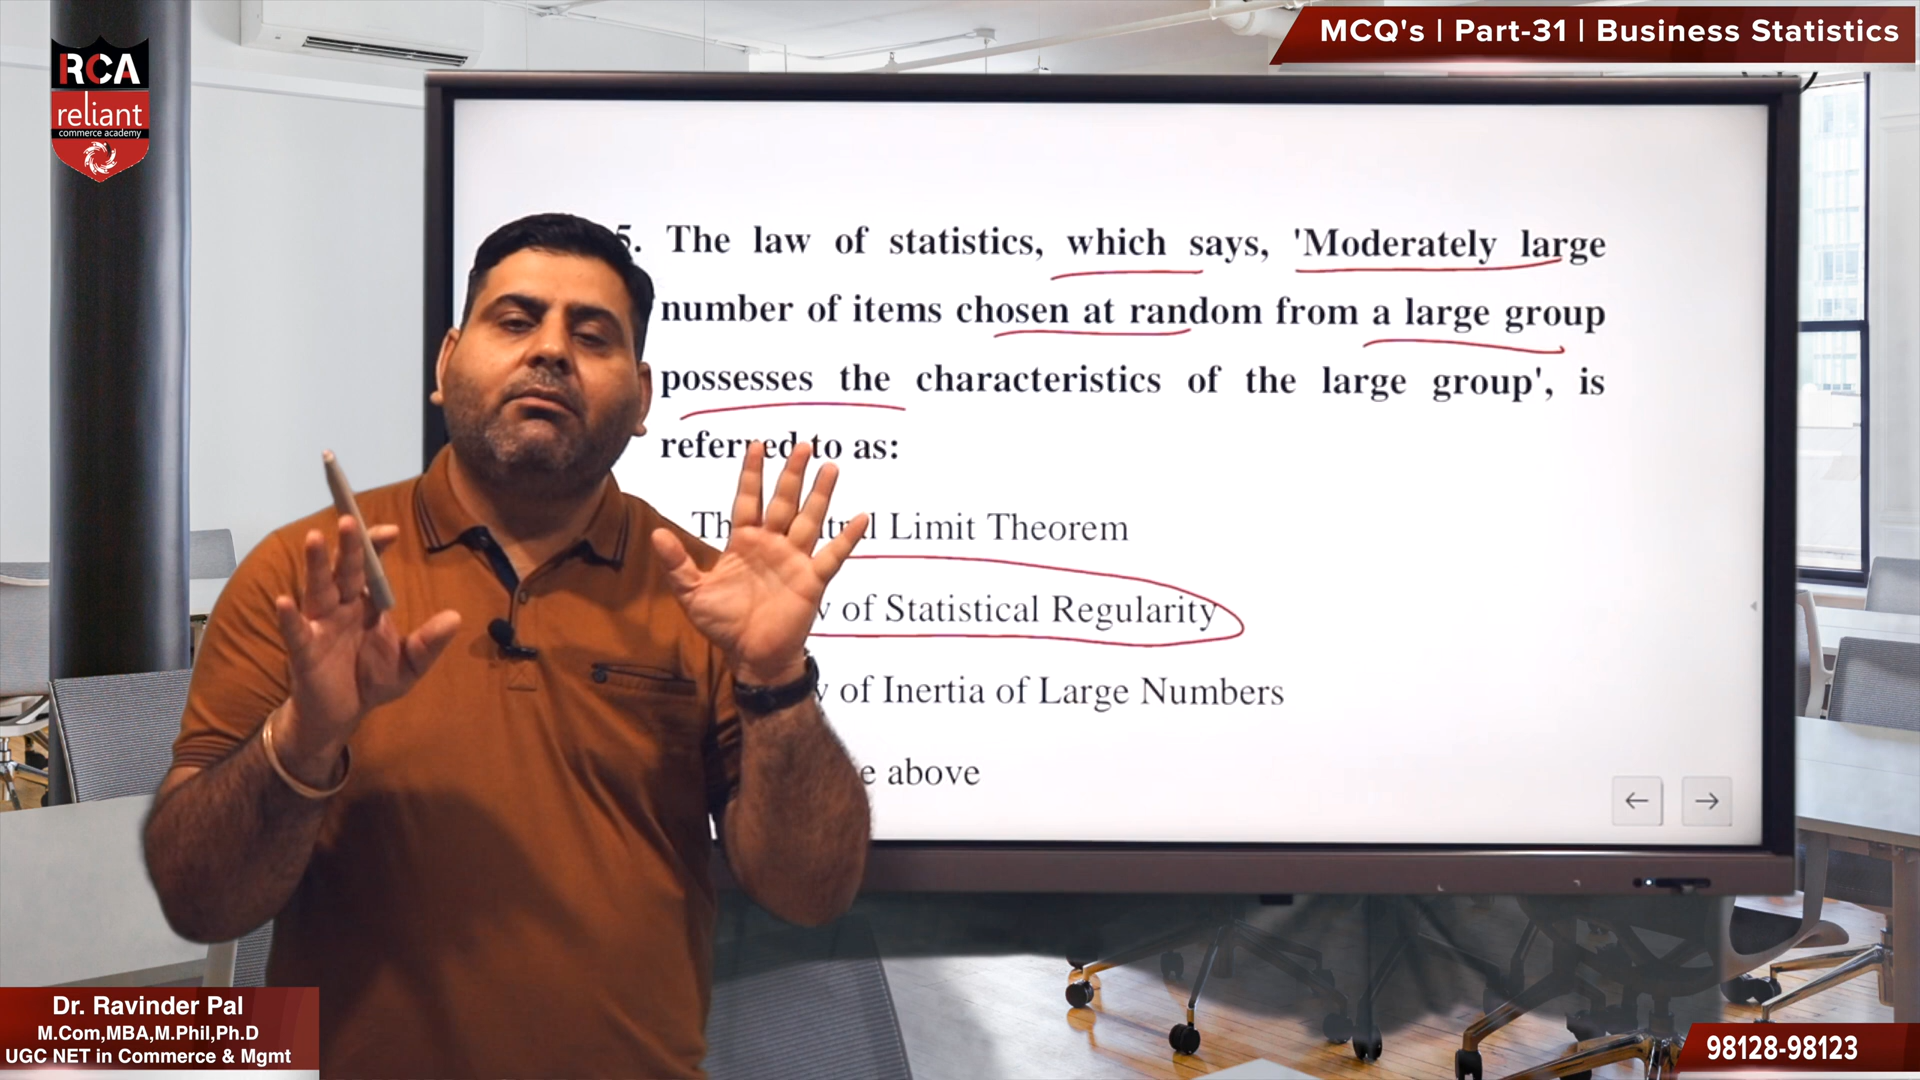 MCQ's | Part-31 | Business Statistics
RCA
reliant
commerce academy
5. The law of statistics, which says, 'Moderately large
number of items chosen at random from a large group
possesses the characteristics of the large group', is
referred to as:
Limit Theorem
of Statistical Regularity
of Inertia of Large Numbers
above
Dr. Ravinder Pal
M.Com,MBA,M.Phil,Ph.D
UGC NET in Commerce & Mgmt
98128-98123